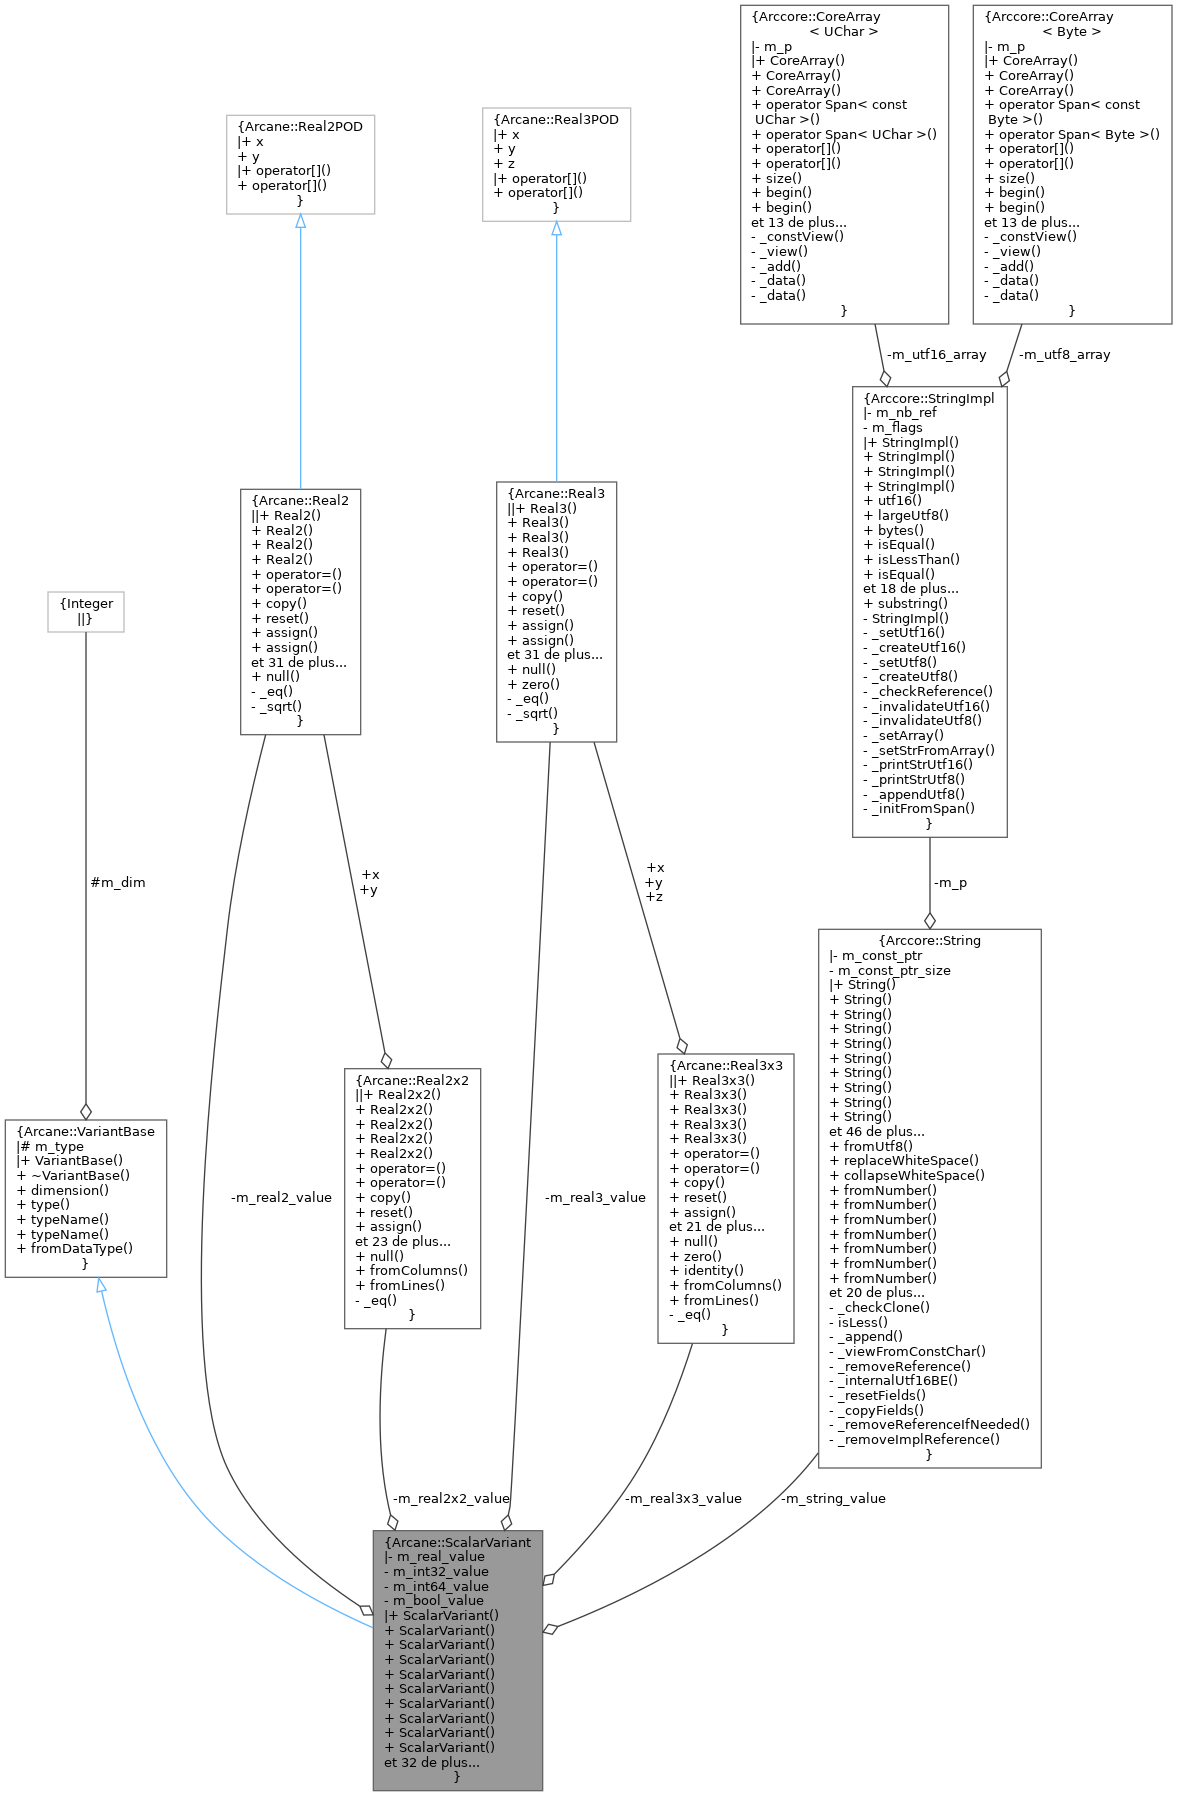 {Arccore::CoreArray
< UChar >
|- m_p
|+ CoreArray()
+ CoreArray()
+ CoreArray()
+ operator Span< const
UChar >()
+ operator Span< UChar >()
+ operator[]()
+ operator[]()
+ size()
+ begin()
+ begin()
et 13 de plus...
- _constView()
- _view()
- _add()
- _data()
- _data()
}
{Arccore::CoreArray
< Byte >
|- m_p
|+ CoreArray()
+ CoreArray()
+ CoreArray()
+ operator Span< const
Byte >()
+ operator Span< Byte >()
+ operator[]()
+ operator[]()
+ size()
+ begin()
+ begin()
et 13 de plus...
- _constView()
- _view()
- _add()
- _data()
- _data()
}
{Arcane::Real2POD
|+ x
+ y
|+ operator[]()
+ operator[]()
}
{Arcane::Real3POD
|+ x
+ y
+ z
|+ operator[]()
+ operator[]()
}
-m_utf16_array
-m_utf8_array
{Arccore::StringImpl
|- m_nb_ref
- m_flags
|+ StringImpl()
+ StringImpl()
+ StringImpl()
+ StringImpl()
+ utf16()
+ largeUtf8()
+ bytes()
+ isEqual()
+ isLessThan()
+ isEqual()
et 18 de plus...
+ substring()
- StringImpl()
- _setUtf16()
- _createUtf16()
- _setUtf8()
- _createUtf8()
- _checkReference()
- _invalidateUtf16()
- _invalidateUtf8()
- _setArray()
- _setStrFromArray()
- _printStrUtf16()
- _printStrUtf8()
- _appendUtf8()
- _initFromSpan()
}
{Arcane::Real2
||+ Real2()
+ Real2()
+ Real2()
+ Real2()
+ operator=()
+ operator=()
+ copy()
+ reset()
+ assign()
+ assign()
et 31 de plus...
+ null()
- _eq()
- _sqrt()
}
{Arcane::Real3
||+ Real3()
+ Real3()
+ Real3()
+ Real3()
+ operator=()
+ operator=()
+ copy()
+ reset()
+ assign()
+ assign()
et 31 de plus...
+ null()
+ zero()
- _eq()
- _sqrt()
}
{Integer
||}
#m_dim
+x
+y
+x
+y
+z
-m_p
{Arccore::String
|- m_const_ptr
- m_const_ptr_size
|+ String()
+ String()
+ String()
+ String()
+ String()
+ String()
+ String()
+ String()
+ String()
+ String()
et 46 de plus...
+ fromUtf8()
+ replaceWhiteSpace()
+ collapseWhiteSpace()
+ fromNumber()
+ fromNumber()
+ fromNumber()
+ fromNumber()
+ fromNumber()
+ fromNumber()
+ fromNumber()
et 20 de plus...
- _checkClone()
- isLess()
- _append()
- _viewFromConstChar()
- _removeReference()
- _internalUtf16BE()
- _resetFields()
- _copyFields()
- _removeReferenceIfNeeded()
- _removeImplReference()
}
{Arcane::VariantBase
|# m_type
|+ VariantBase()
+ ~VariantBase()
+ dimension()
+ type()
+ typeName()
+ typeName()
+ fromDataType()
}
-m_real2_value
{Arcane::Real2x2
||+ Real2x2()
+ Real2x2()
+ Real2x2()
+ Real2x2()
+ Real2x2()
+ operator=()
+ operator=()
+ copy()
+ reset()
+ assign()
et 23 de plus...
+ null()
+ fromColumns()
+ fromLines()
- _eq()
}
-m_real3_value
{Arcane::Real3x3
||+ Real3x3()
+ Real3x3()
+ Real3x3()
+ Real3x3()
+ Real3x3()
+ operator=()
+ operator=()
+ copy()
+ reset()
+ assign()
et 21 de plus...
+ null()
+ zero()
+ identity()
+ fromColumns()
+ fromLines()
- _eq()
}
-m_real2x2_value
-m_real3x3_value
-m_string_value
{Arcane::ScalarVariant
|- m_real_value
- m_int32_value
- m_int64_value
- m_bool_value
|+ ScalarVariant()
+ ScalarVariant()
+ ScalarVariant()
+ ScalarVariant()
+ ScalarVariant()
+ ScalarVariant()
+ ScalarVariant()
+ ScalarVariant()
+ ScalarVariant()
+ ScalarVariant()
et 32 de plus...
}